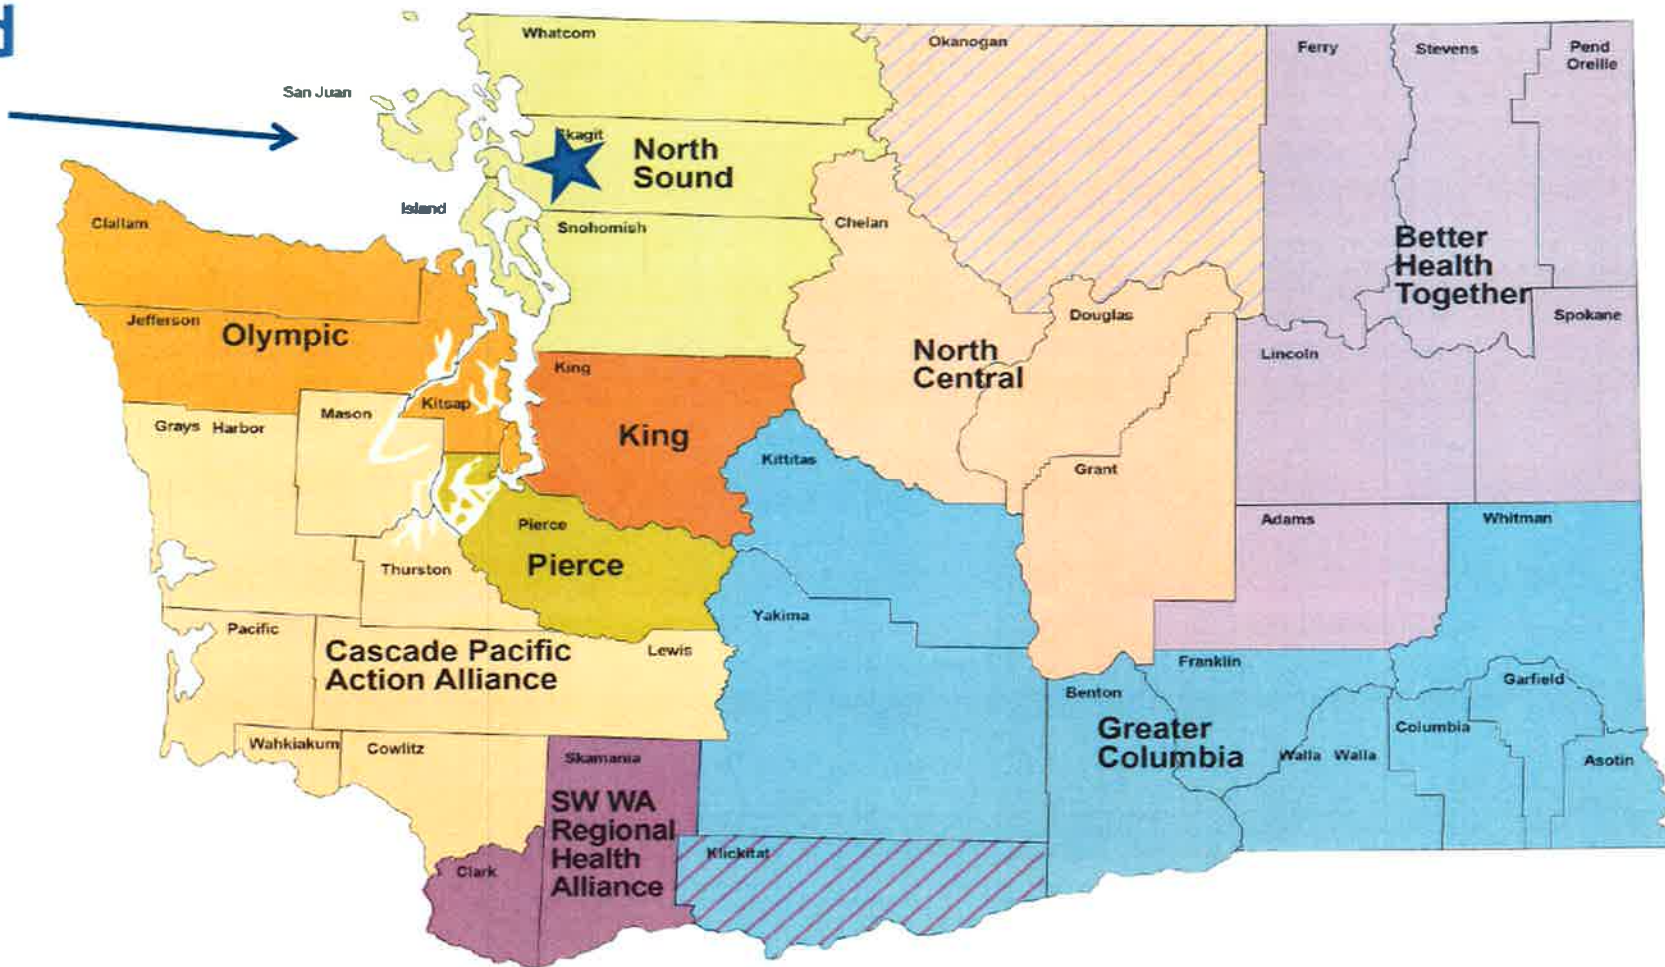 d
Whatcom
Okanogan
Ferry
Stevens
Pend
Oreille
San Juan
Skagit
North
Sound
Island
Clallam
Snohomish
Chelan
Better
Health
Together
Jefferson
Olympic
Douglas
Spokane
North
Central
Lincoln
King
Kitsap
Mason
Grays Harbor
King
Kittitas
Grant
Pierce
Adams
Whitman
Pierce
Thurston
Yakima
Pacific
Cascade Pacific
Action Alliance
Lewis
Franklin
Benton
Garfield
Greater
Columbia
Columbia
Wahkiakum
Cowlitz
Skamania
Walla Walla
Asotin
SW WA
Regional
Health
Alliance
Klickitat
Clark